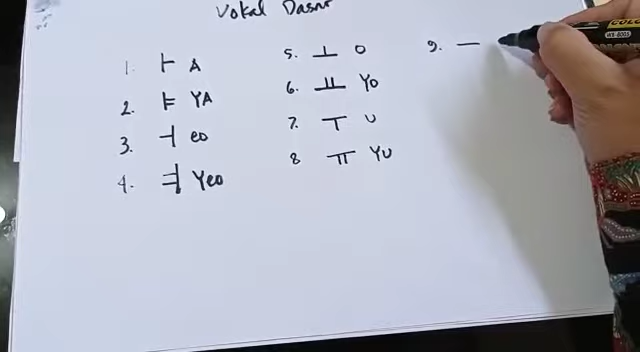 Vokal Dasar
1. ㅏ A
2. ㅑ YA
3. ㅓ eo
4. ㅕ Yeo
5. ㅗ O
6. ㅛ Yo
7. ㅜ U
8 ㅠ YU
9. ㅡ